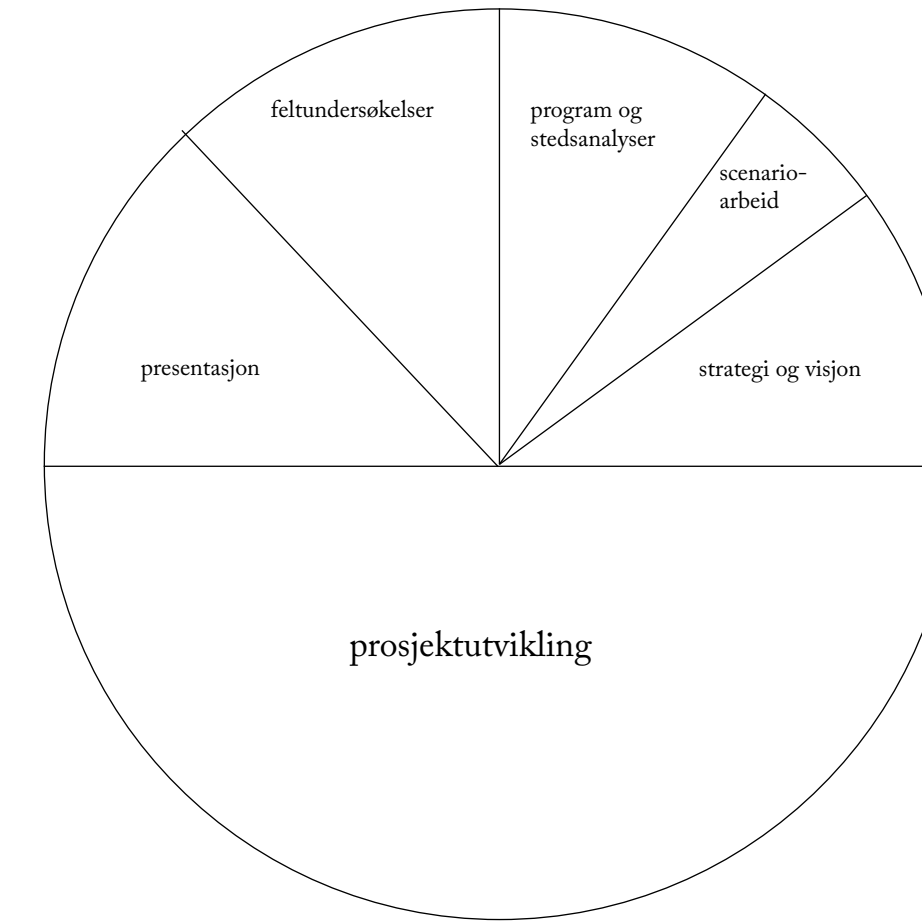 feltundersøkelser
program og
stedsanalyser
scenario-
arbeid
presentasjon
strategi og visjon
prosjektutvikling